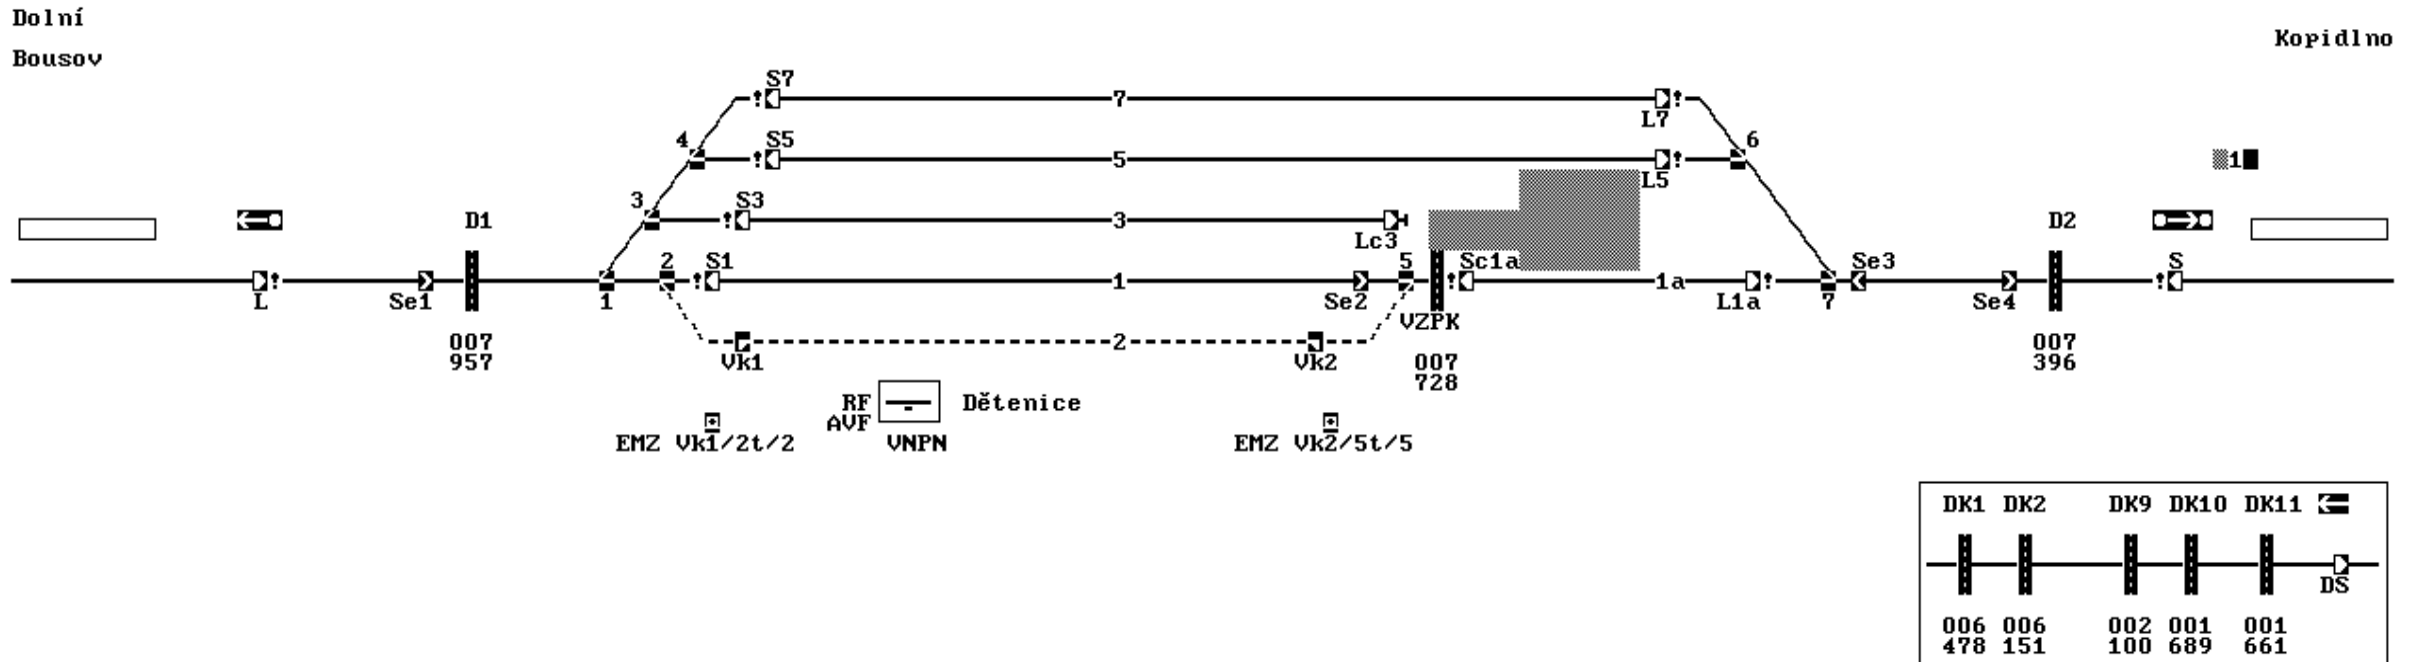 Dolní
Bousov
Kopidlno
S7
7
L7
4
S5
5
L5
6
1
3
S3
3
Lc3
D1
D2
2
S1
1
5
Sc1a
1a
Se3
S
L
Se1
1
Se2
VZPK
L1a
7
Se4
007
957
Vk1
2
Vk2
007
728
007
396
RF
AVF
Dětenice
EMZ Vk1/2t/2
VNPN
EMZ Vk2/5t/5
DK1 DK2 DK9 DK10 DK11
DS
006 006 002 001 001
478 151 100 689 661